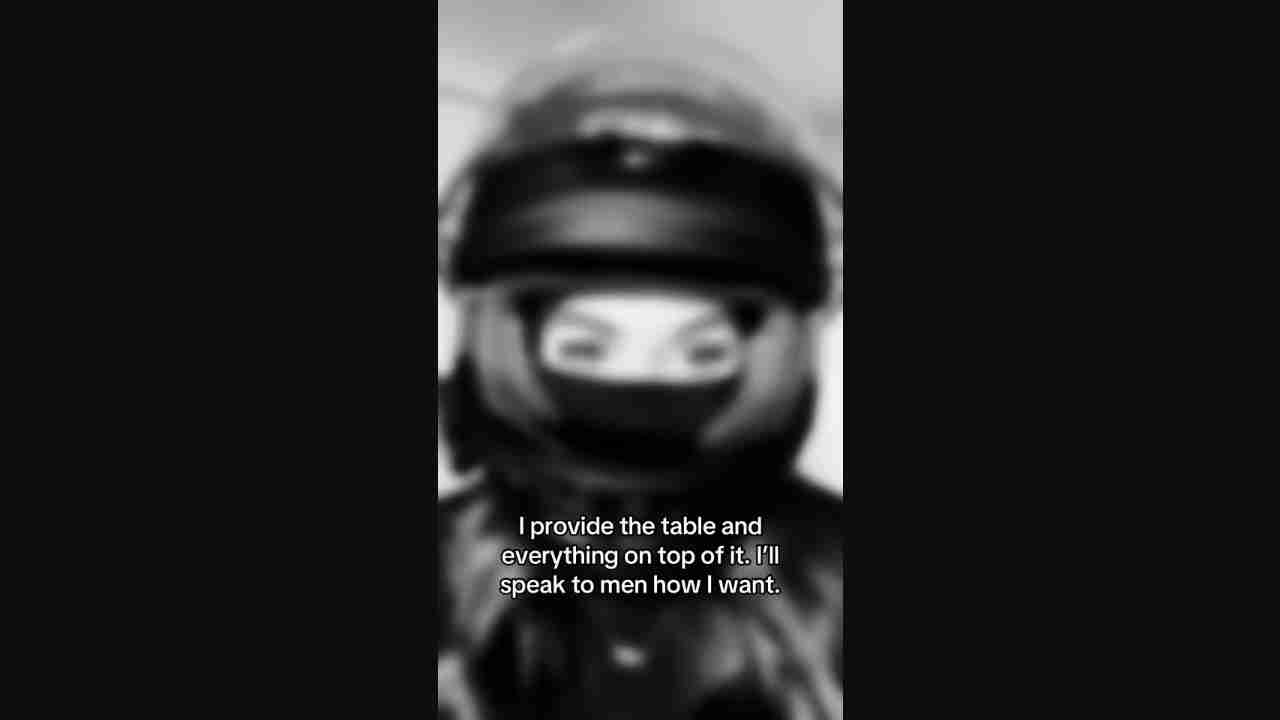 I provide the table and
everything on top of it. I’ll
speak to men how I want.